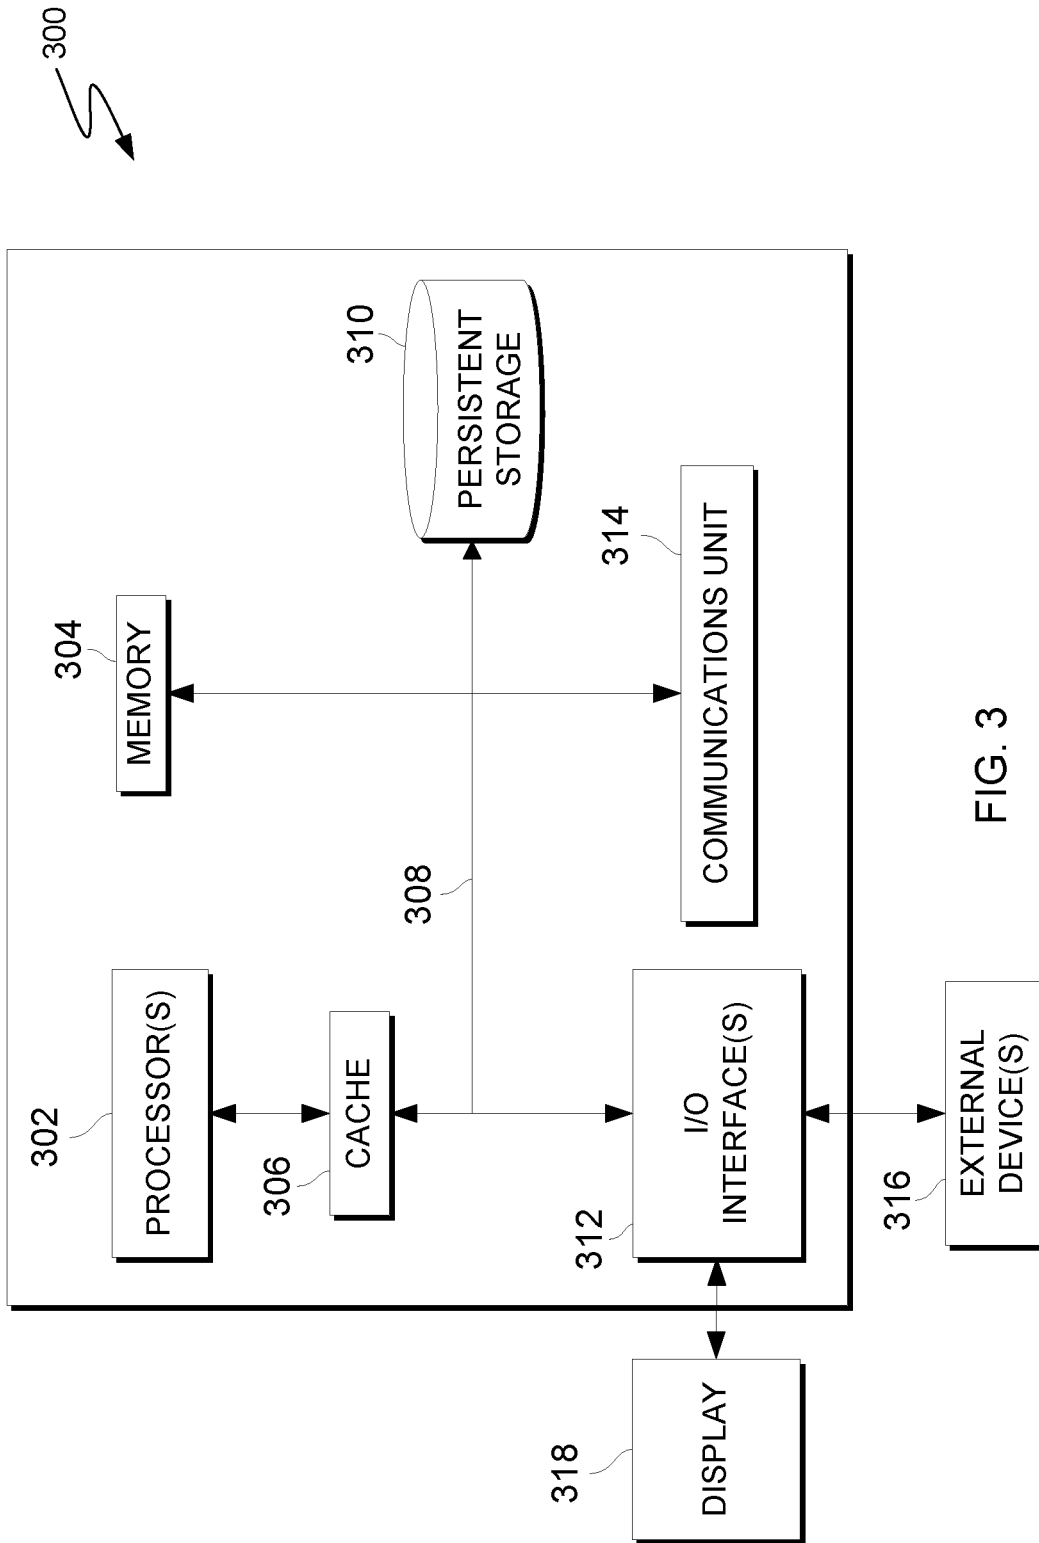 300
302
PROCESSOR(S)
304
MEMORY
306
CACHE
308
310
PERSISTENT
STORAGE
312
I/O
INTERFACE(S)
314
COMMUNICATIONS UNIT
318
DISPLAY
316
EXTERNAL
DEVICE(S)
FIG. 3